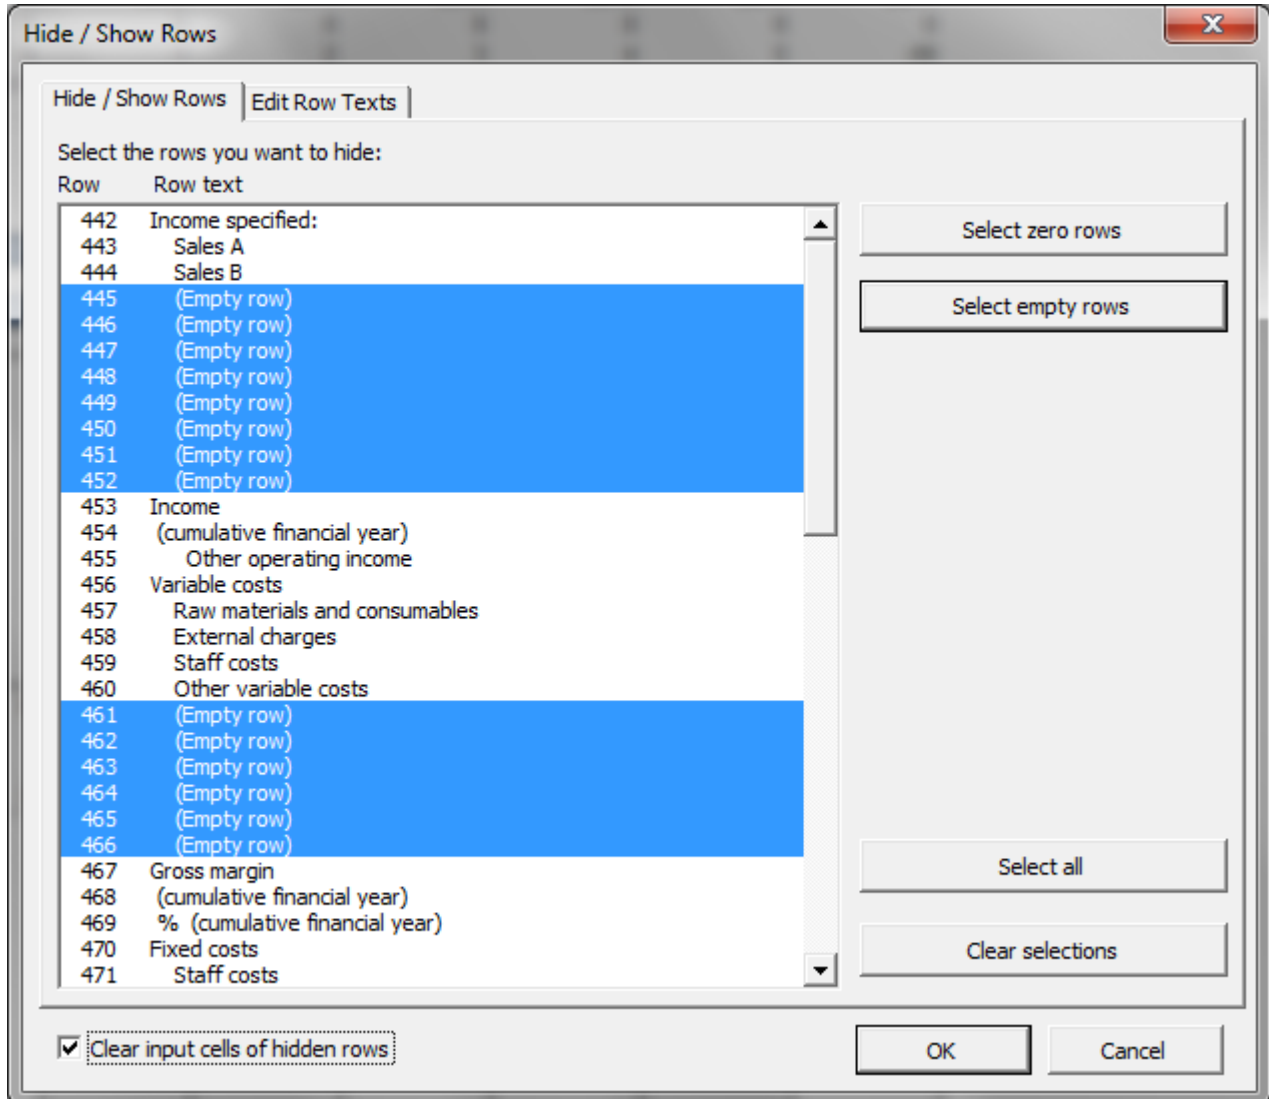 Hide / Show Rows
Hide / Show Rows Edit Row Texts
Select the rows you want to hide:
Row Row text
442 Income specified:
443 Sales A
444 Sales B
445 (Empty row)
446 (Empty row)
447 (Empty row)
448 (Empty row)
449 (Empty row)
450 (Empty row)
451 (Empty row)
452 (Empty row)
453 Income
454 (cumulative financial year)
455 Other operating income
456 Variable costs
457 Raw materials and consumables
458 External charges
459 Staff costs
460 Other variable costs
461 (Empty row)
462 (Empty row)
463 (Empty row)
464 (Empty row)
465 (Empty row)
466 (Empty row)
467 Gross margin
468 (cumulative financial year)
469 % (cumulative financial year)
470 Fixed costs
471 Staff costs
Select zero rows
Select empty rows
Select all
Clear selections
Clear input cells of hidden rows
OK Cancel